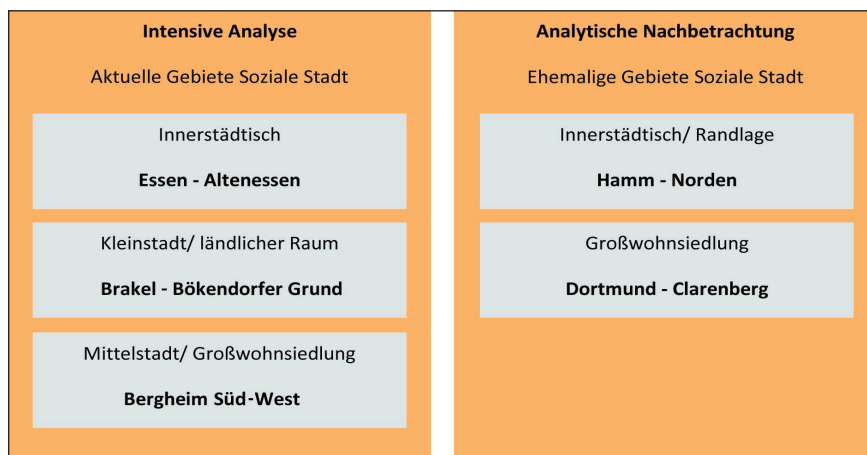 Intensive Analyse
Aktuelle Gebiete Soziale Stadt
Innerstädtisch
Essen - Altenessen
Kleinstadt/ ländlicher Raum
Brakel - Bökendorfer Grund
Mittelstadt/ Großwohnsiedlung
Bergheim Süd-West
Analytische Nachbetrachtung
Ehemalige Gebiete Soziale Stadt
Innerstädtisch/ Randlage
Hamm - Norden
Großwohnsiedlung
Dortmund - Clarenberg